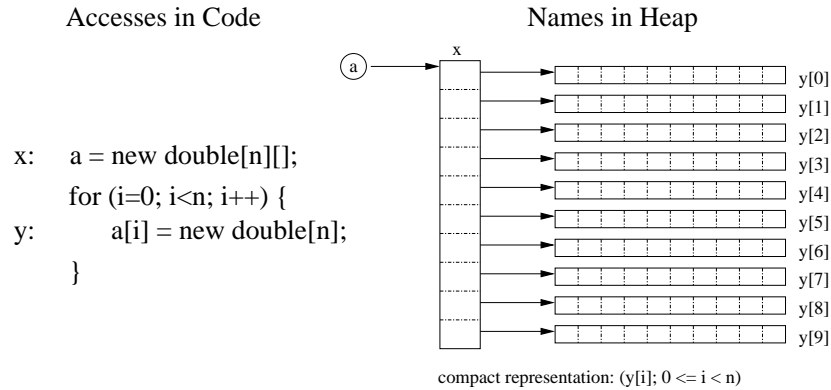 Accesses in Code
Names in Heap
x: a = new double[n][];
for (i=0; i<n; i++) {
y: a[i] = new double[n];
}
a
x
y[0]
y[1]
y[2]
y[3]
y[4]
y[5]
y[6]
y[7]
y[8]
y[9]
compact representation: (y[i]; 0 <= i < n)